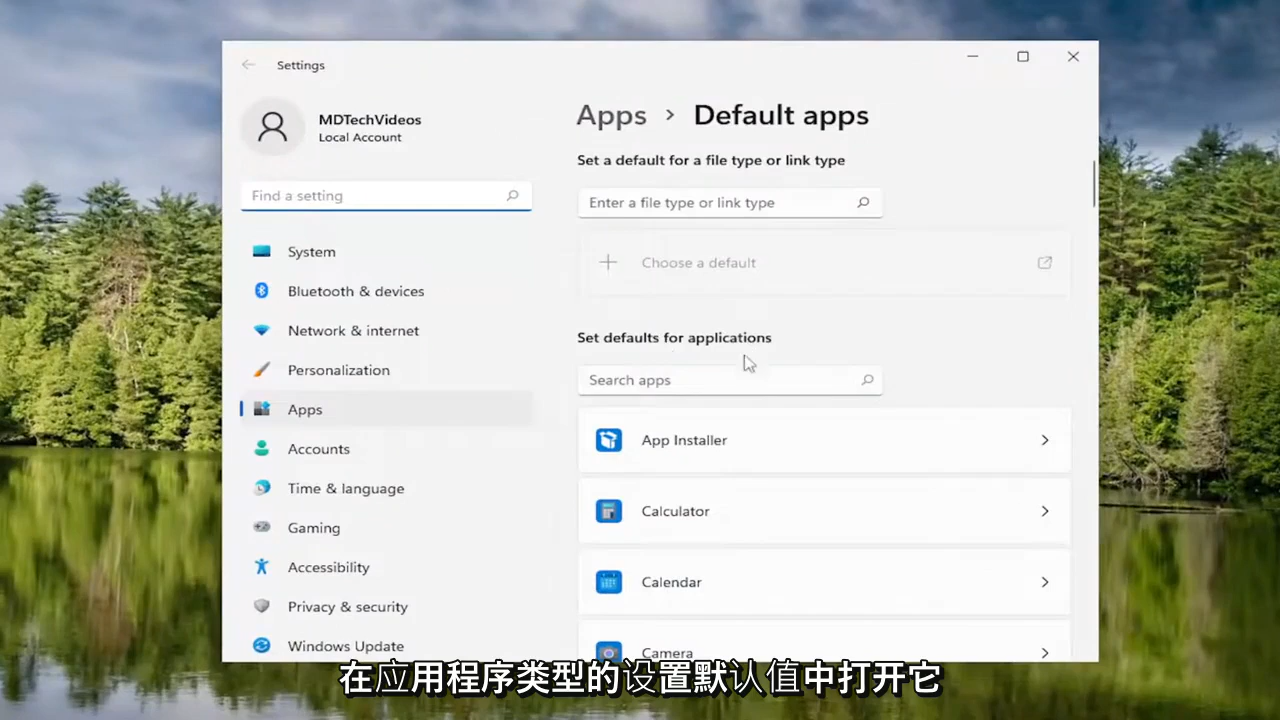 Settings
MDTechVideos
Local Account
Find a setting
System
Bluetooth & devices
Network & internet
Personalization
Apps
Accounts
Time & language
Gaming
Accessibility
Privacy & security
Windows Update
Apps > Default apps
Set a default for a file type or link type
Enter a file type or link type
Choose a default
Set defaults for applications
Search apps
App Installer
Calculator
Calendar
Camera
在应用程序类型的设置默认值中打开它